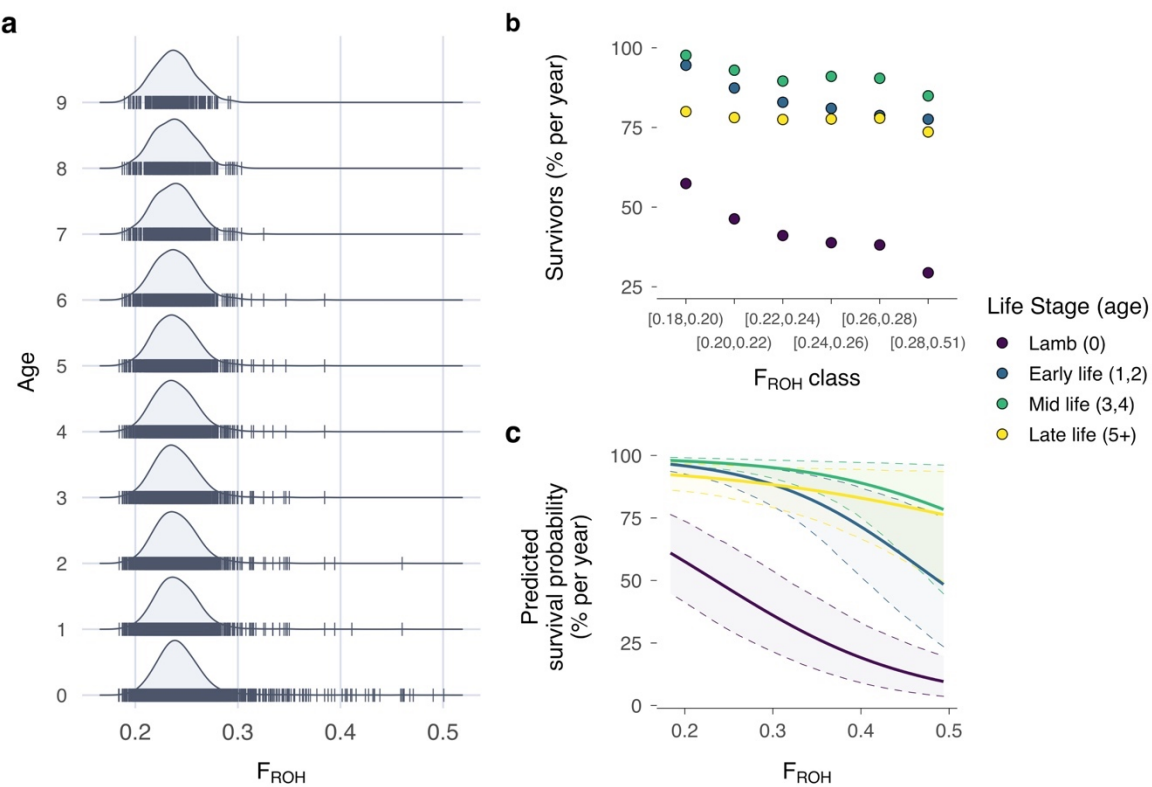 a
Age
9
8
7
6
5
4
3
2
1
0
0.2 0.3 0.4 0.5
FROH
b
Survivors (% per year)
100
75
50
25
[0.18,0.20) [0.22,0.24) [0.26,0.28)
[0.20,0.22) [0.24,0.26) [0.28,0.51)
FROH class
Life Stage (age)
Lamb (0)
Early life (1,2)
Mid life (3,4)
Late life (5+)
c
Predicted
survival probability
(% per year)
100
75
50
25
0
0.2 0.3 0.4 0.5
FROH